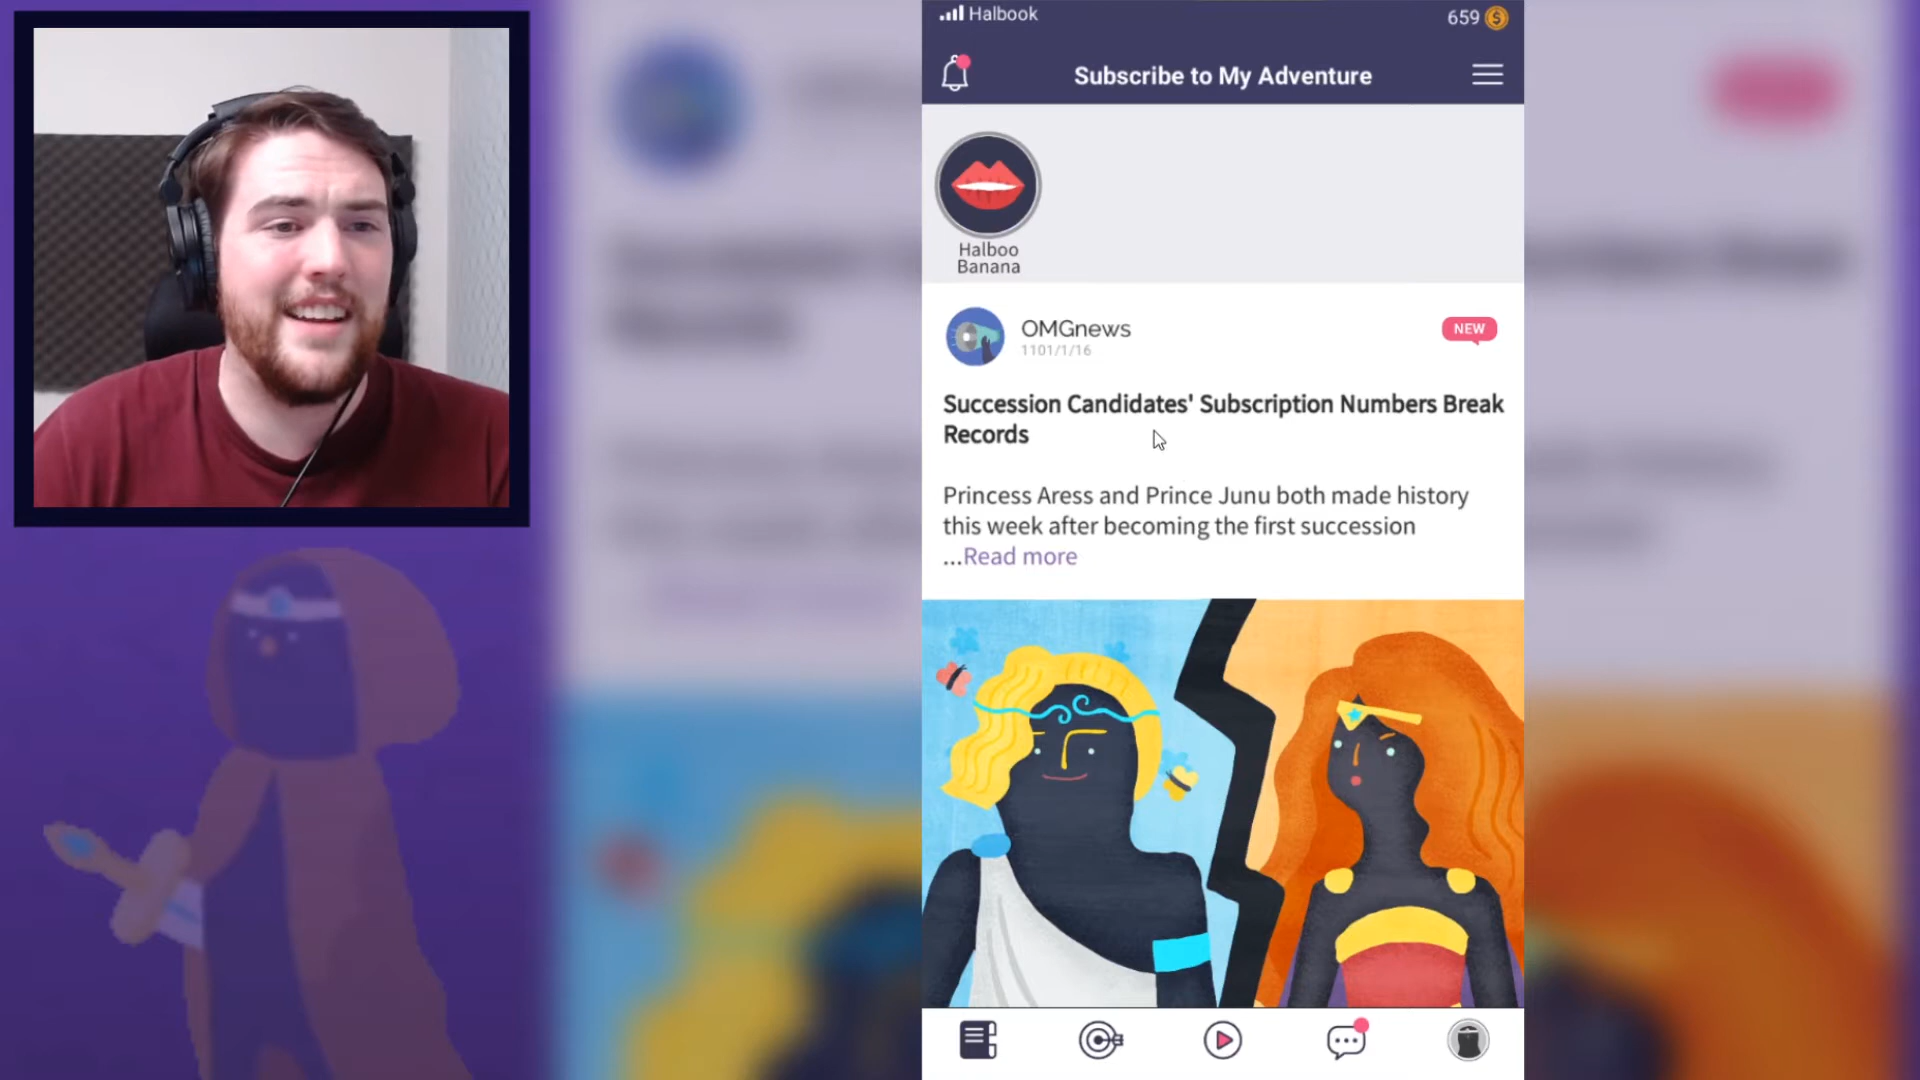 Halbook
659
Subscribe to My Adventure
Halboo
Banana
OMGnews
1101/1/16
NEW
Succession Candidates' Subscription Numbers Break
Records
Princess Aress and Prince Junu both made history
this week after becoming the first succession
...Read more